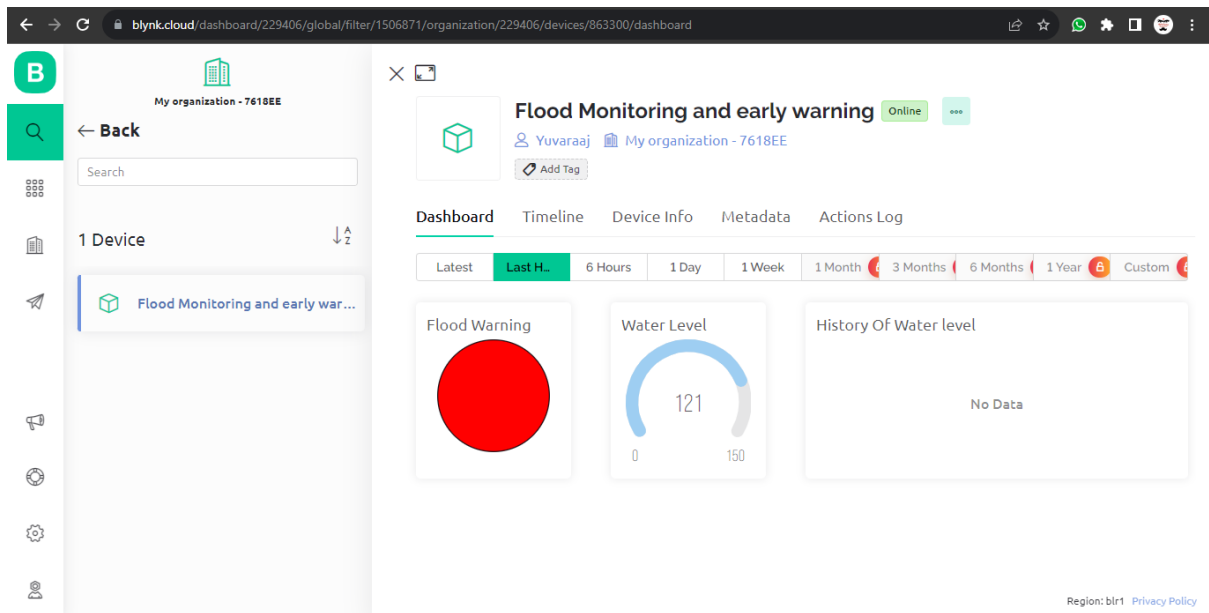 blynk.cloud/dashboard/229406/global/filter/1506871/organization/229406/devices/863300/dashboard
B
My organization - 7618EE
← Back
Search
1 Device
A
Z
Flood Monitoring and early war...
Flood Monitoring and early warning Online
Yuvaraaj My organization - 7618EE
Add Tag
Dashboard Timeline Device Info Metadata Actions Log
Latest Last H... 6 Hours 1 Day 1 Week 1 Month 3 Months 6 Months 1 Year Custom
Flood Warning
Water Level
121
0 150
History Of Water level
No Data
Region: blr1 Privacy Policy